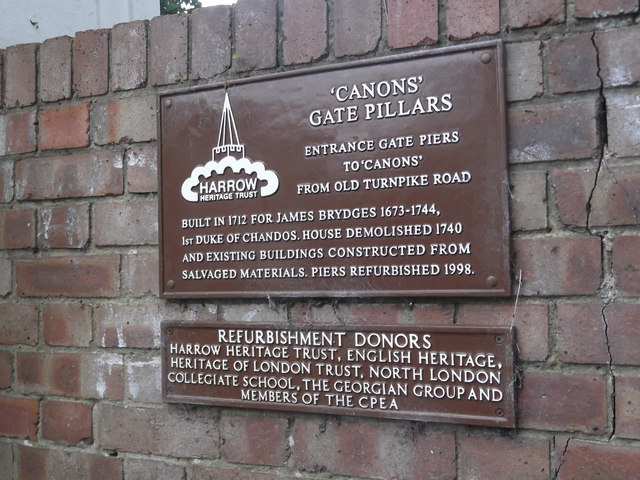 'CANONS'
GATE PILLARS
ENTRANCE GATE PIERS
TO 'CANONS'
FROM OLD TURNPIKE ROAD
HARROW
HERITAGE TRUST
BUILT IN 1712 FOR JAMES BRYDGES 1673-1744,
1ST DUKE OF CHANDOS. HOUSE DEMOLISHED 1740
AND EXISTING BUILDINGS CONSTRUCTED FROM
SALVAGED MATERIALS. PIERS REFURBISHED 1998.
REFURBISHMENT DONORS
HARROW HERITAGE TRUST, ENGLISH HERITAGE,
HERITAGE OF LONDON TRUST, NORTH LONDON
COLLEGIATE SCHOOL, THE GEORGIAN GROUP AND
MEMBERS OF THE CPEA